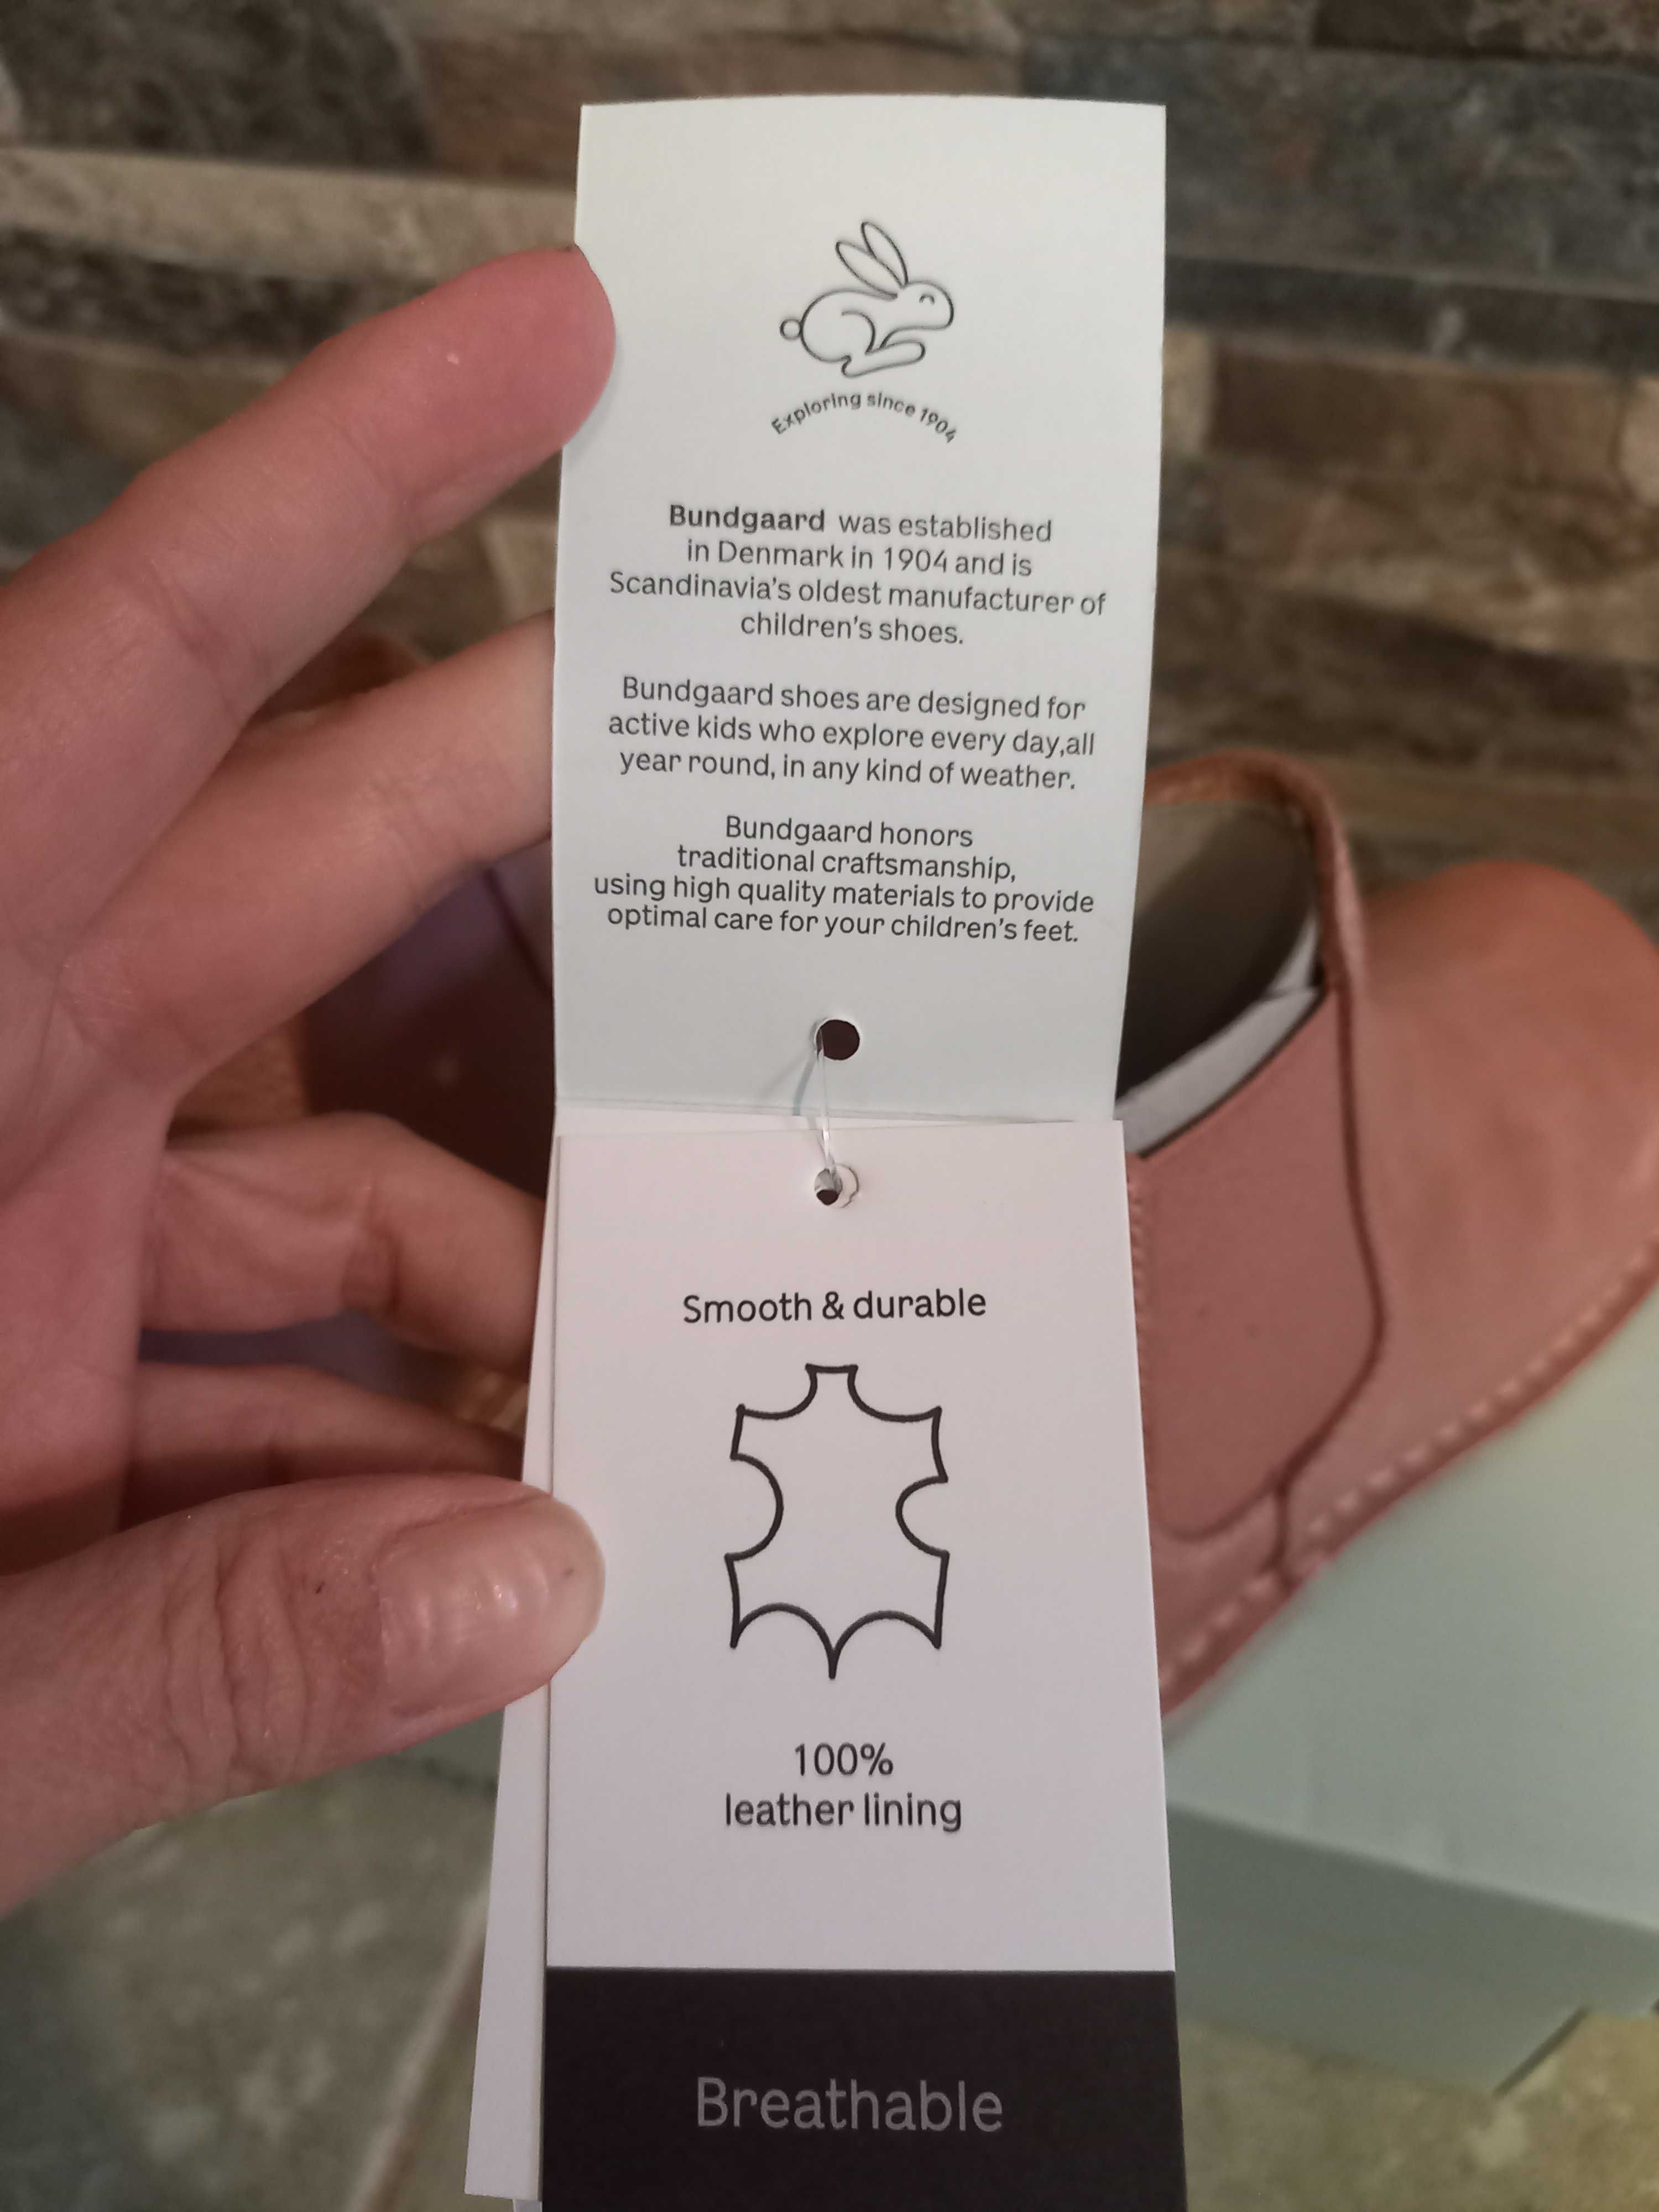 Exploring since 1904
Bundgaard was established
in Denmark in 1904 and is
Scandinavia's oldest manufacturer of
children's shoes.
Bundgaard shoes are designed for
active kids who explore every day,all
year round, in any kind of weather.
Bundgaard honors
traditional craftsmanship,
using high quality materials to provide
optimal care for your children's feet.
Smooth & durable
100%
leather lining
Breathable